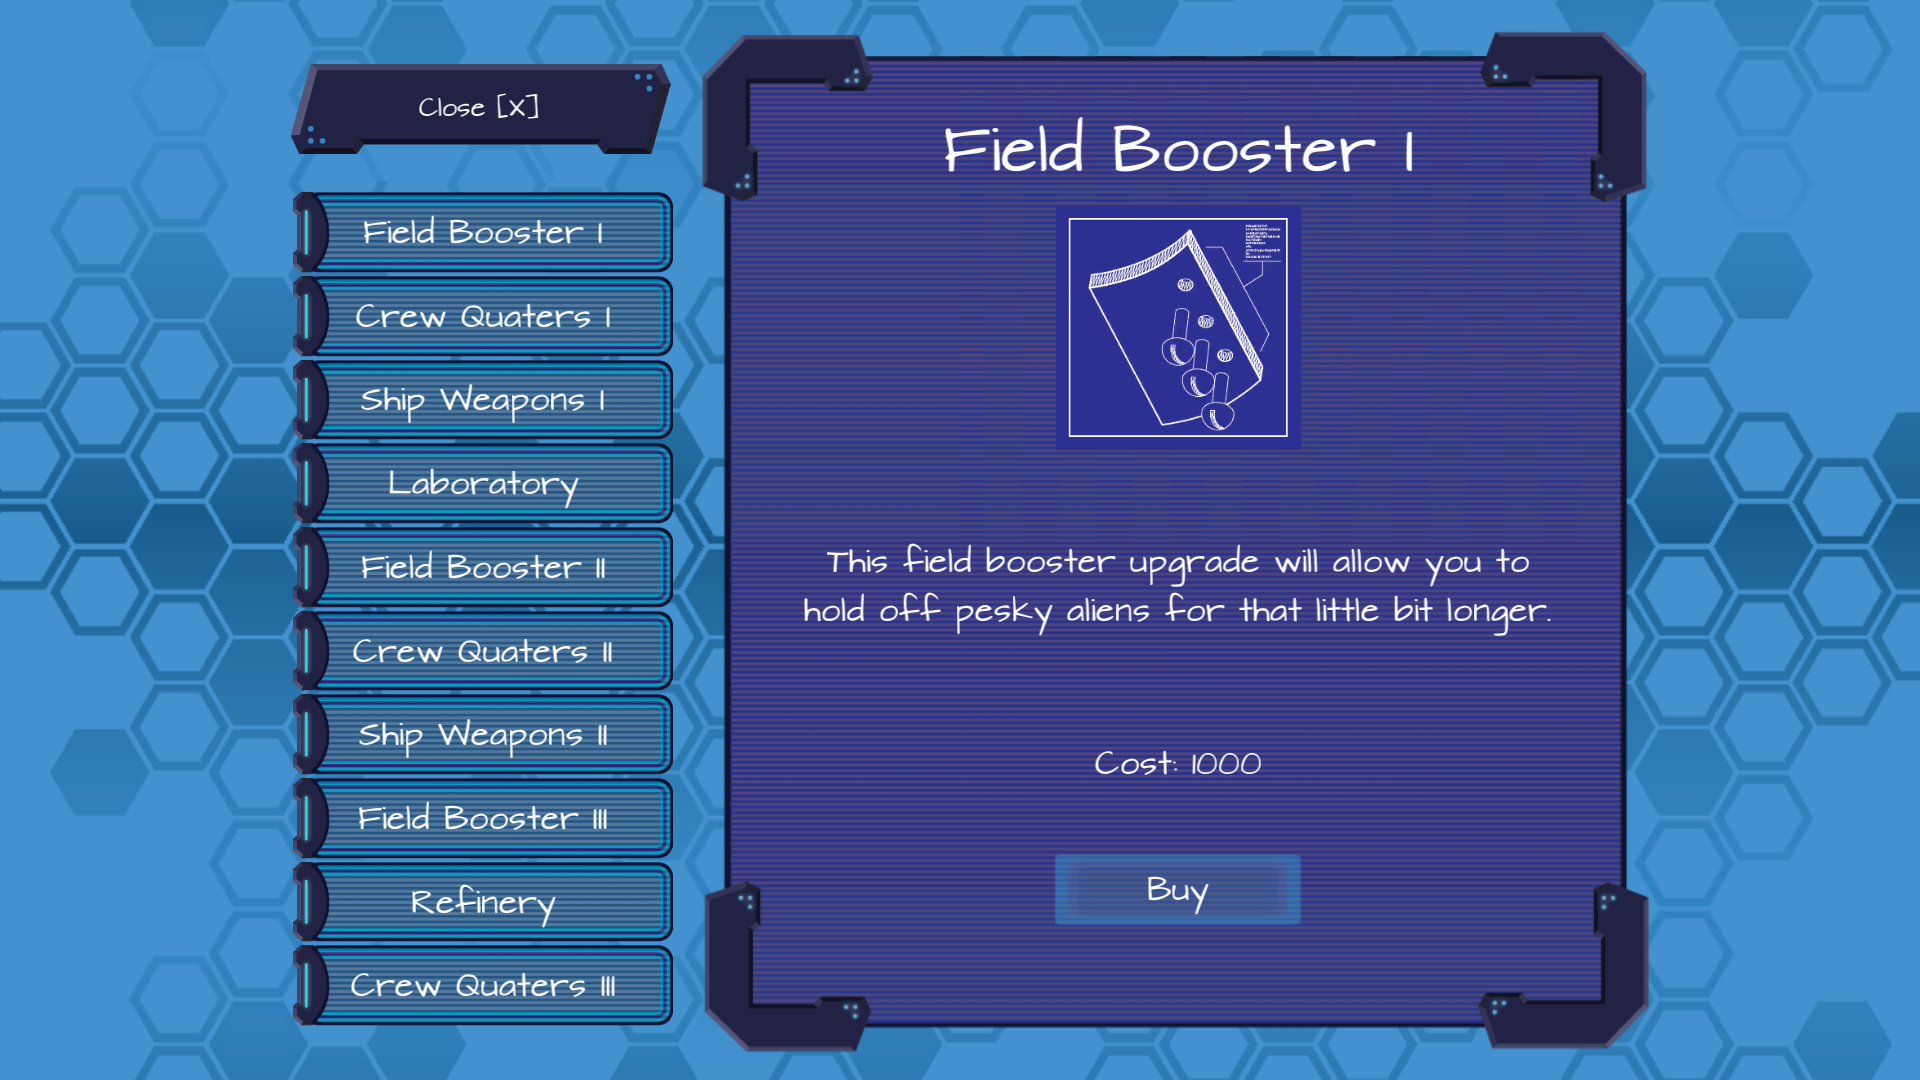 Close [X]
Field Booster I
Crew Quaters I
Ship Weapons I
Laboratory
Field Booster II
Crew Quaters II
Ship Weapons II
Field Booster III
Refinery
Crew Quaters III
Field Booster I
This field booster upgrade will allow you to
hold off pesky aliens for that little bit longer.
Cost: 1000
Buy